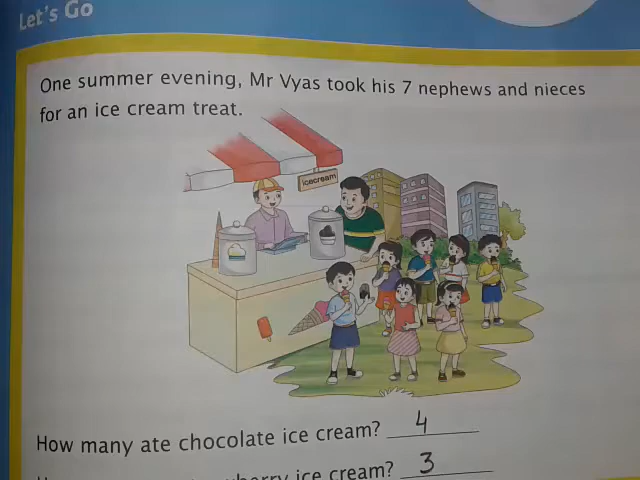 Let's Go
One summer evening, Mr Vyas took his 7 nephews and nieces
for an ice cream treat.
icecream
How many ate chocolate ice cream? 4
ice cream? 3